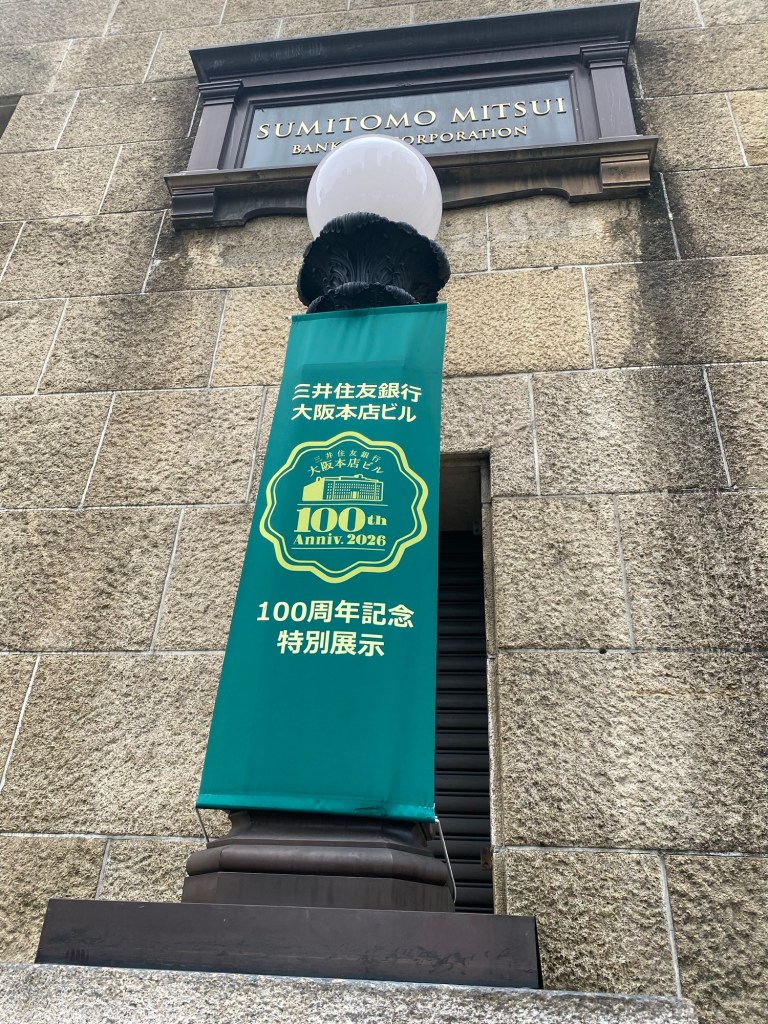 SUMITOMO MITSUI
BANK CORPORATION
三井住友銀行
大阪本店ビル
三井住友銀行
大阪本店ビル
100th
Anniv. 2026
100周年記念
特別展示